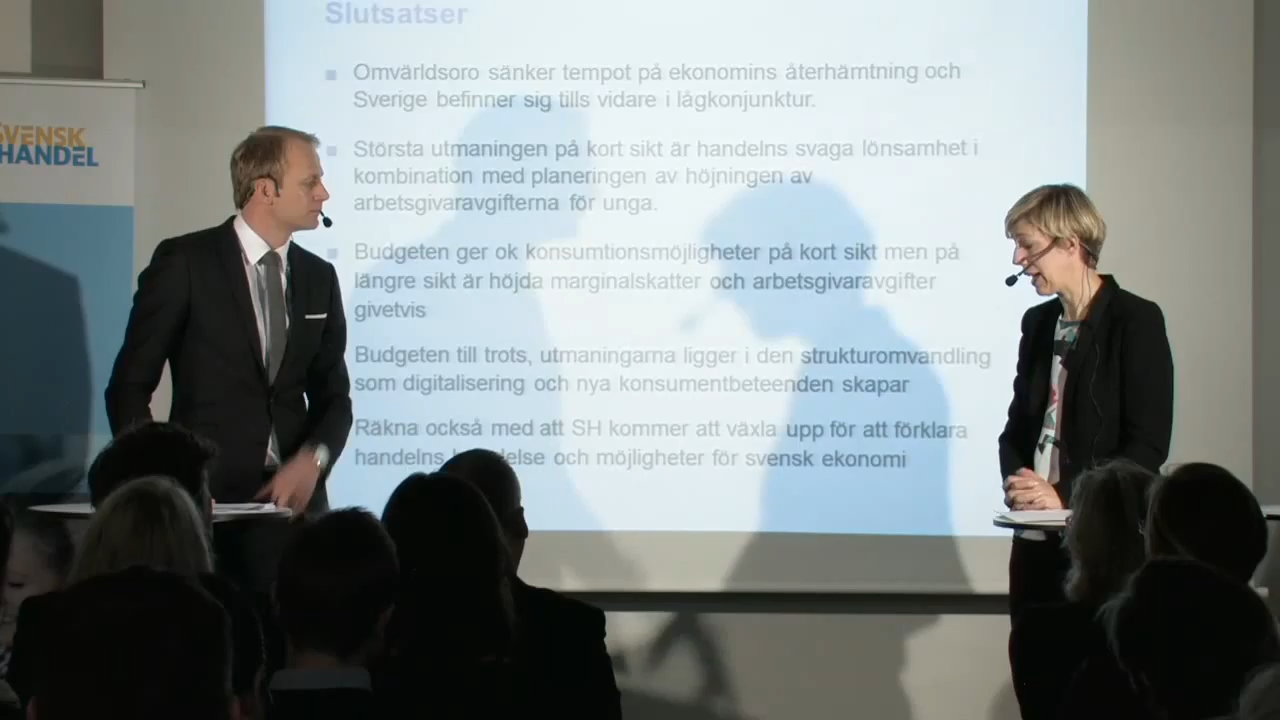 Slutsatser
Omvärldsoro sänker tempot på ekonomins återhämtning och
Sverige befinner sig tills vidare i lågkonjunktur.
SVENSK
HANDEL
Största utmaningen på kort sikt är handelns svaga lönsamhet i
kombination med planeringen av höjningen av
arbetsgivaravgifterna för unga.
Budgeten ger ok konsumtionsmöjligheter på kort sikt men på
längre sikt är höjda marginalskatter och arbetsgivaravgifter
givetvis
Budgeten till trots, utmaningarna ligger i den strukturomvandling
som digitalisering och nya konsumentbeteenden skapar
Räkna också med att SH kommer att växla upp för att förklara
handelns och möjligheter för svensk ekonomi